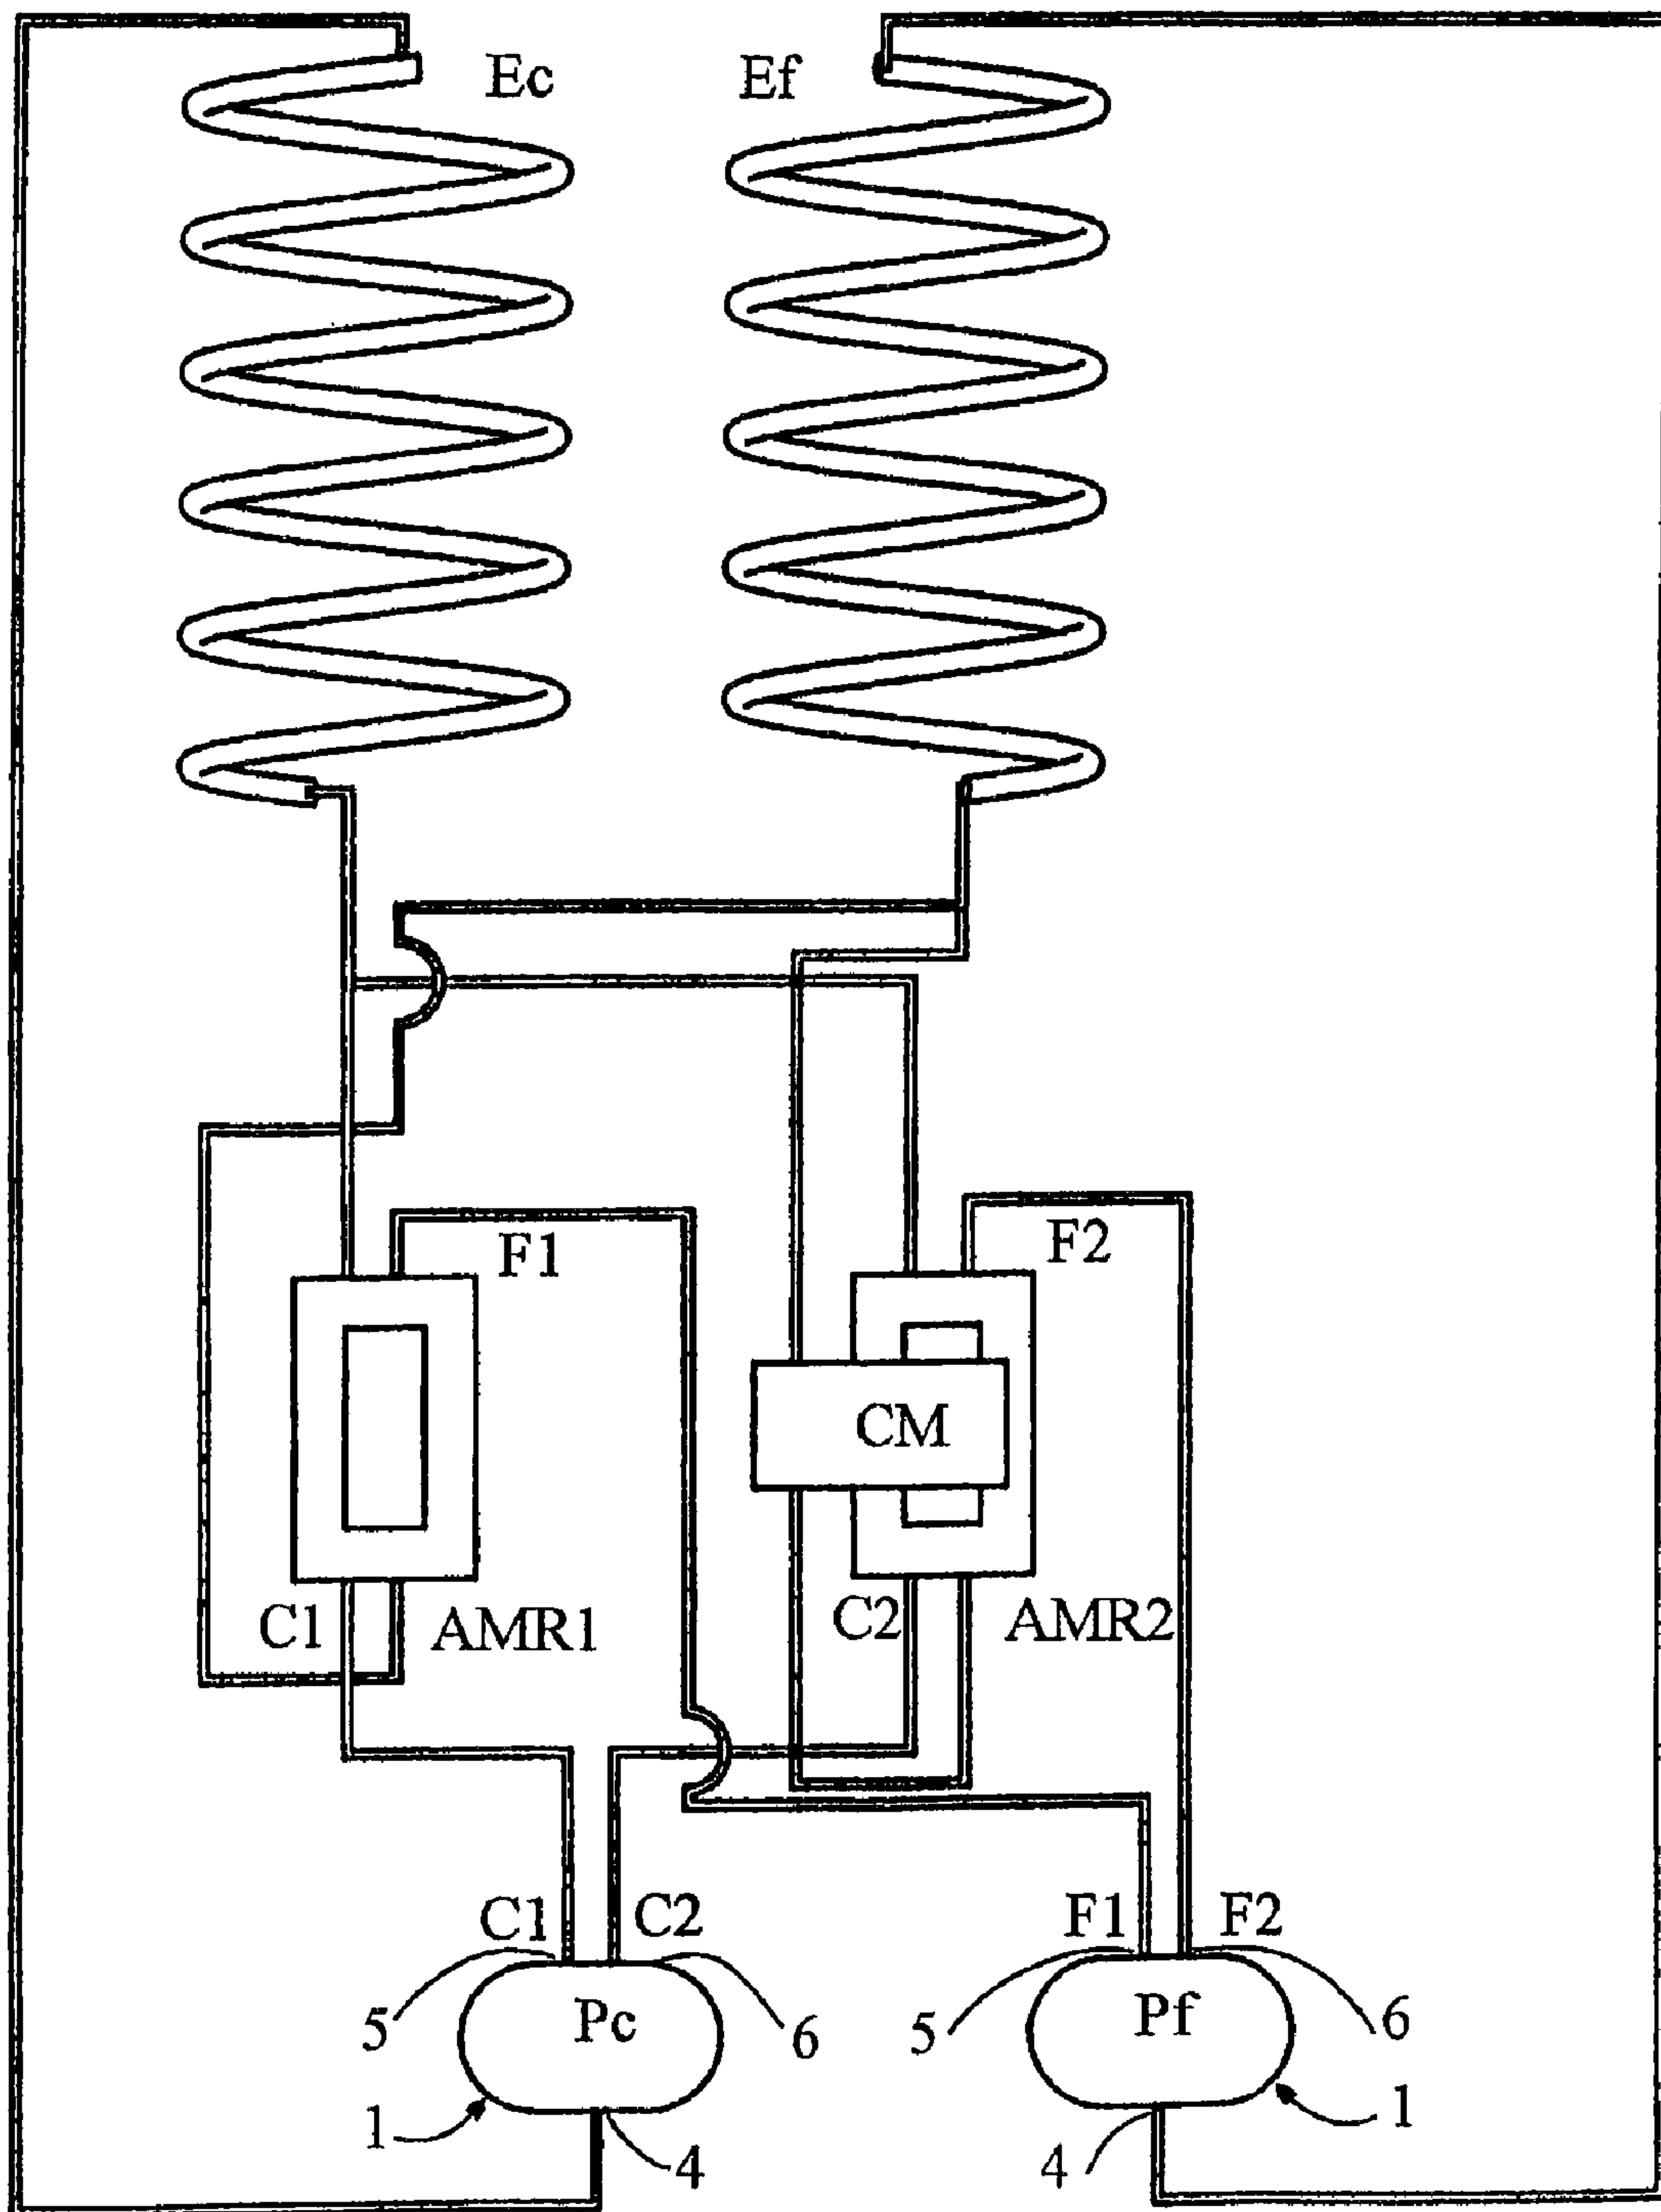 Ec Ef
F1 F2
CM
C1 AMR1 C2 AMR2
C1 C2 F1 F2
5 Pc 6 5 Pf 6
1 4 4 1